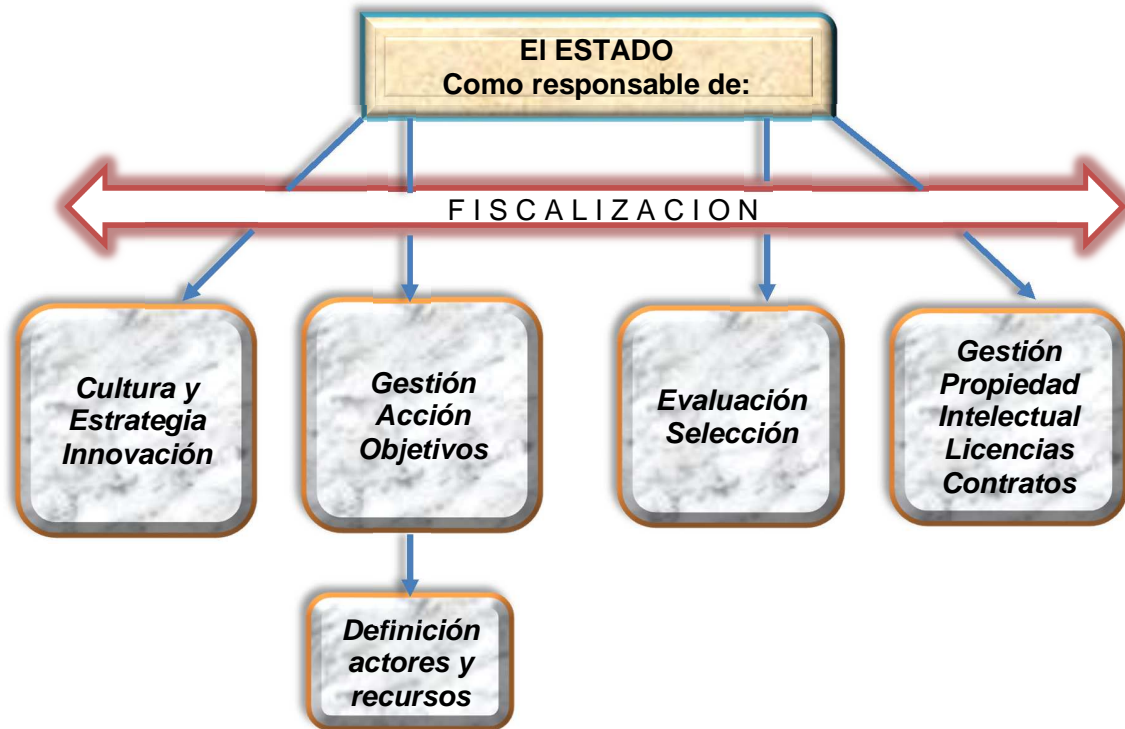 El ESTADO
Como responsable de:
F I S C A L I Z A C I O N
Cultura y
Estrategia
Innovación
Gestión
Acción
Objetivos
Evaluación
Selección
Gestión
Propiedad
Intelectual
Licencias
Contratos
Definición
actores y
recursos